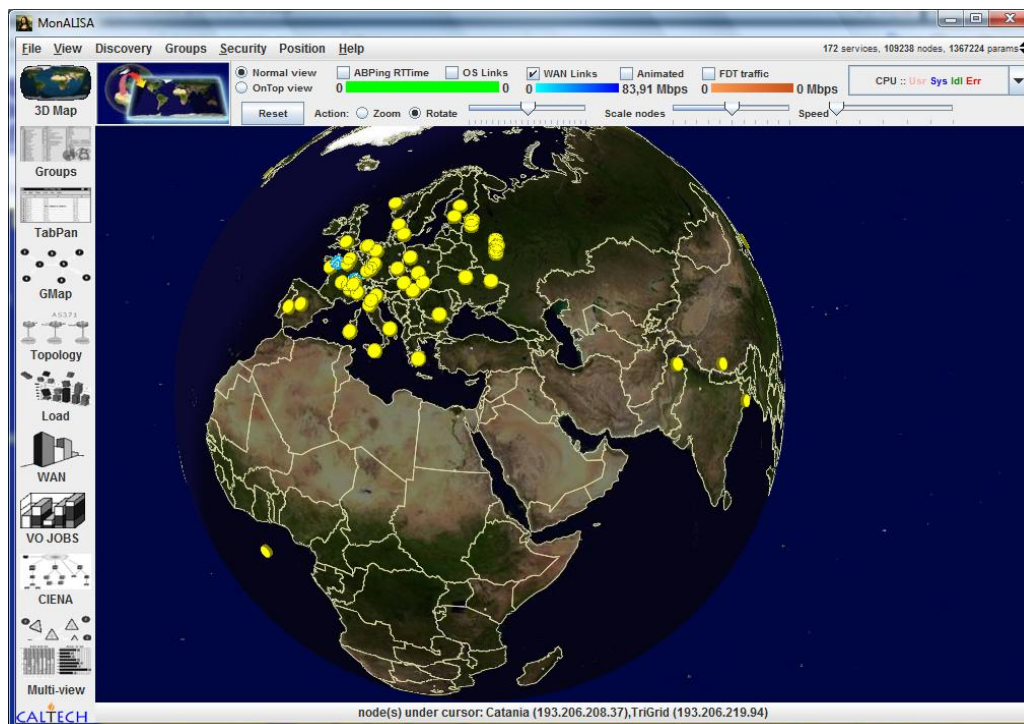 MonALISA
File View Discovery Groups Security Position Help
172 services, 109238 nodes, 1367224 params
Normal view
OnTop view
ABPing RTTime
OS Links
WAN Links
Animated
FDT traffic
0 0
0 83,91 Mbps
0 0 Mbps
CPU :: Usr Sys Idl Err
Reset
Action: Zoom Rotate
Scale nodes
Speed
3D Map
Groups
TabPan
GMap
Topology
Load
WAN
VO JOBS
CIENA
Multi-view
CALTECH
node(s) under cursor: Catania (193.206.208.37),TriGrid (193.206.219.94)